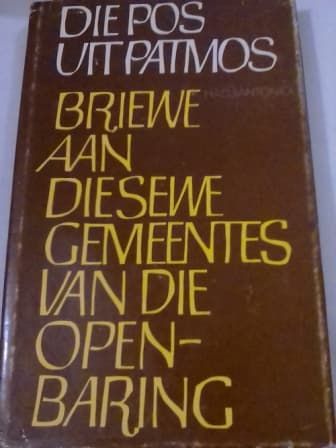 DIE POS
UIT PATMOS
BRIEWE
AAN
DIE SEWE
GEMEENTES
VAN DIE
OPEN-
BARING